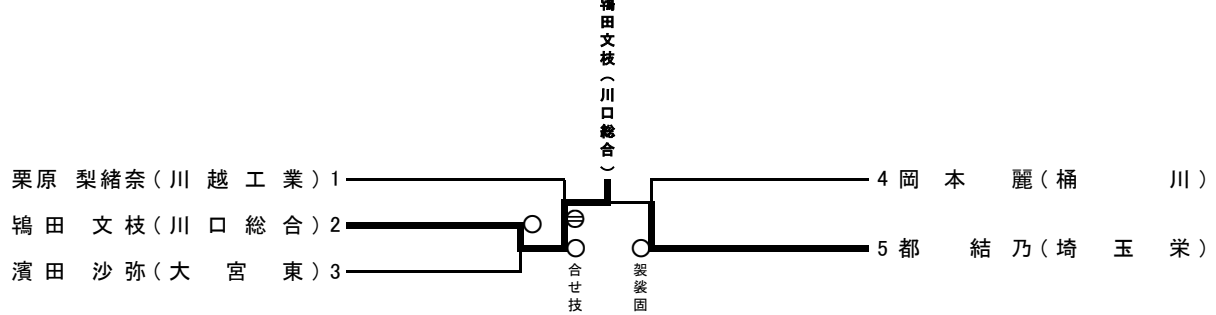 鴇田文枝(川口総合)
栗原 梨緒奈(川越工業)1
鴇田 文枝(川口総合)2
濱田 沙弥(大宮東)3
4 岡本 麗(桶川)
5 都 結乃(埼玉栄)
合せ技
袈裟固